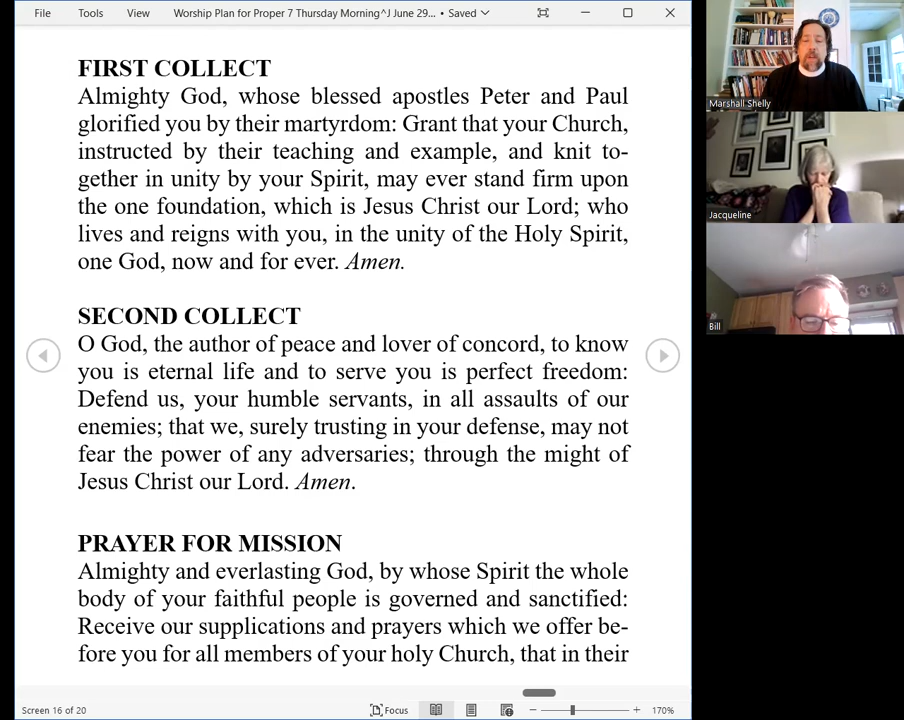 File Tools View Worship Plan for Proper 7 Thursday Morning^J June 29... • Saved
FIRST COLLECT
Almighty God, whose blessed apostles Peter and Paul
glorified you by their martyrdom: Grant that your Church,
instructed by their teaching and example, and knit to-
gether in unity by your Spirit, may ever stand firm upon
the one foundation, which is Jesus Christ our Lord; who
lives and reigns with you, in the unity of the Holy Spirit,
one God, now and for ever. Amen.
SECOND COLLECT
O God, the author of peace and lover of concord, to know
you is eternal life and to serve you is perfect freedom:
Defend us, your humble servants, in all assaults of our
enemies; that we, surely trusting in your defense, may not
fear the power of any adversaries; through the might of
Jesus Christ our Lord. Amen.
PRAYER FOR MISSION
Almighty and everlasting God, by whose Spirit the whole
body of your faithful people is governed and sanctified:
Receive our supplications and prayers which we offer be-
fore you for all members of your holy Church, that in their
Screen 16 of 20 Focus 170%
Marshall Shelly
Jacqueline
Bill